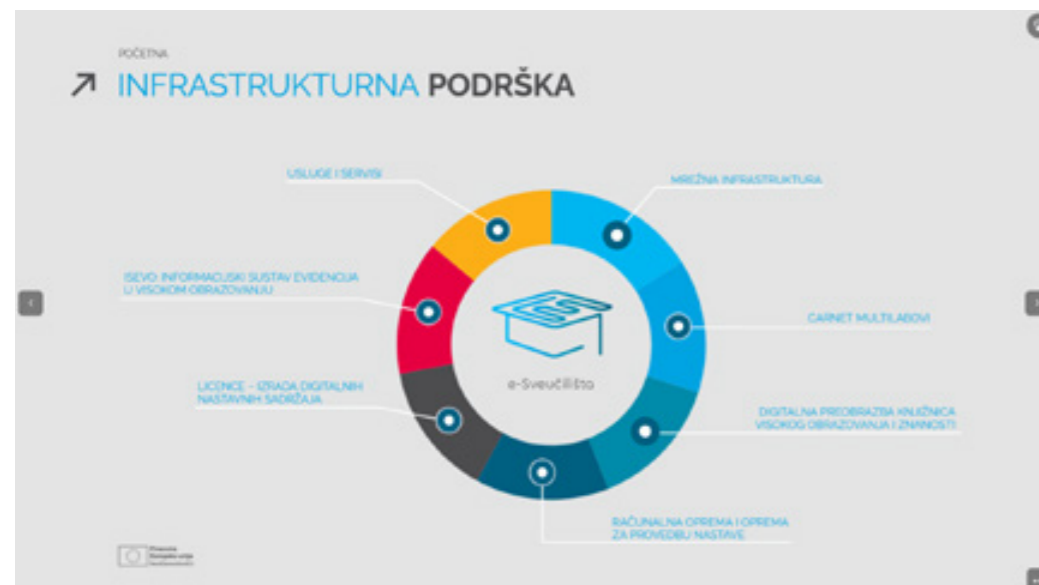 POČETNA
INFRASTRUKTURNA PODRŠKA
USLUGE I SERVISI
MREŽNA INFRASTRUKTURA
ISEVO: INFORMACIJSKI SUSTAV EVIDENCIJA
U VISOKOM OBRAZOVANJU
CARNET MULTILABOVI
e-Sveučilišta
LICENCE – IZRADA DIGITALNIH
NASTAVNIH SADRŽAJA
DIGITALNA PREOBRAZBA KNJIŽNICA
VISOKOG OBRAZOVANJA I ZNANOSTI
RAČUNALNA OPREMA I OPREMA
ZA PROVEDBU NASTAVE